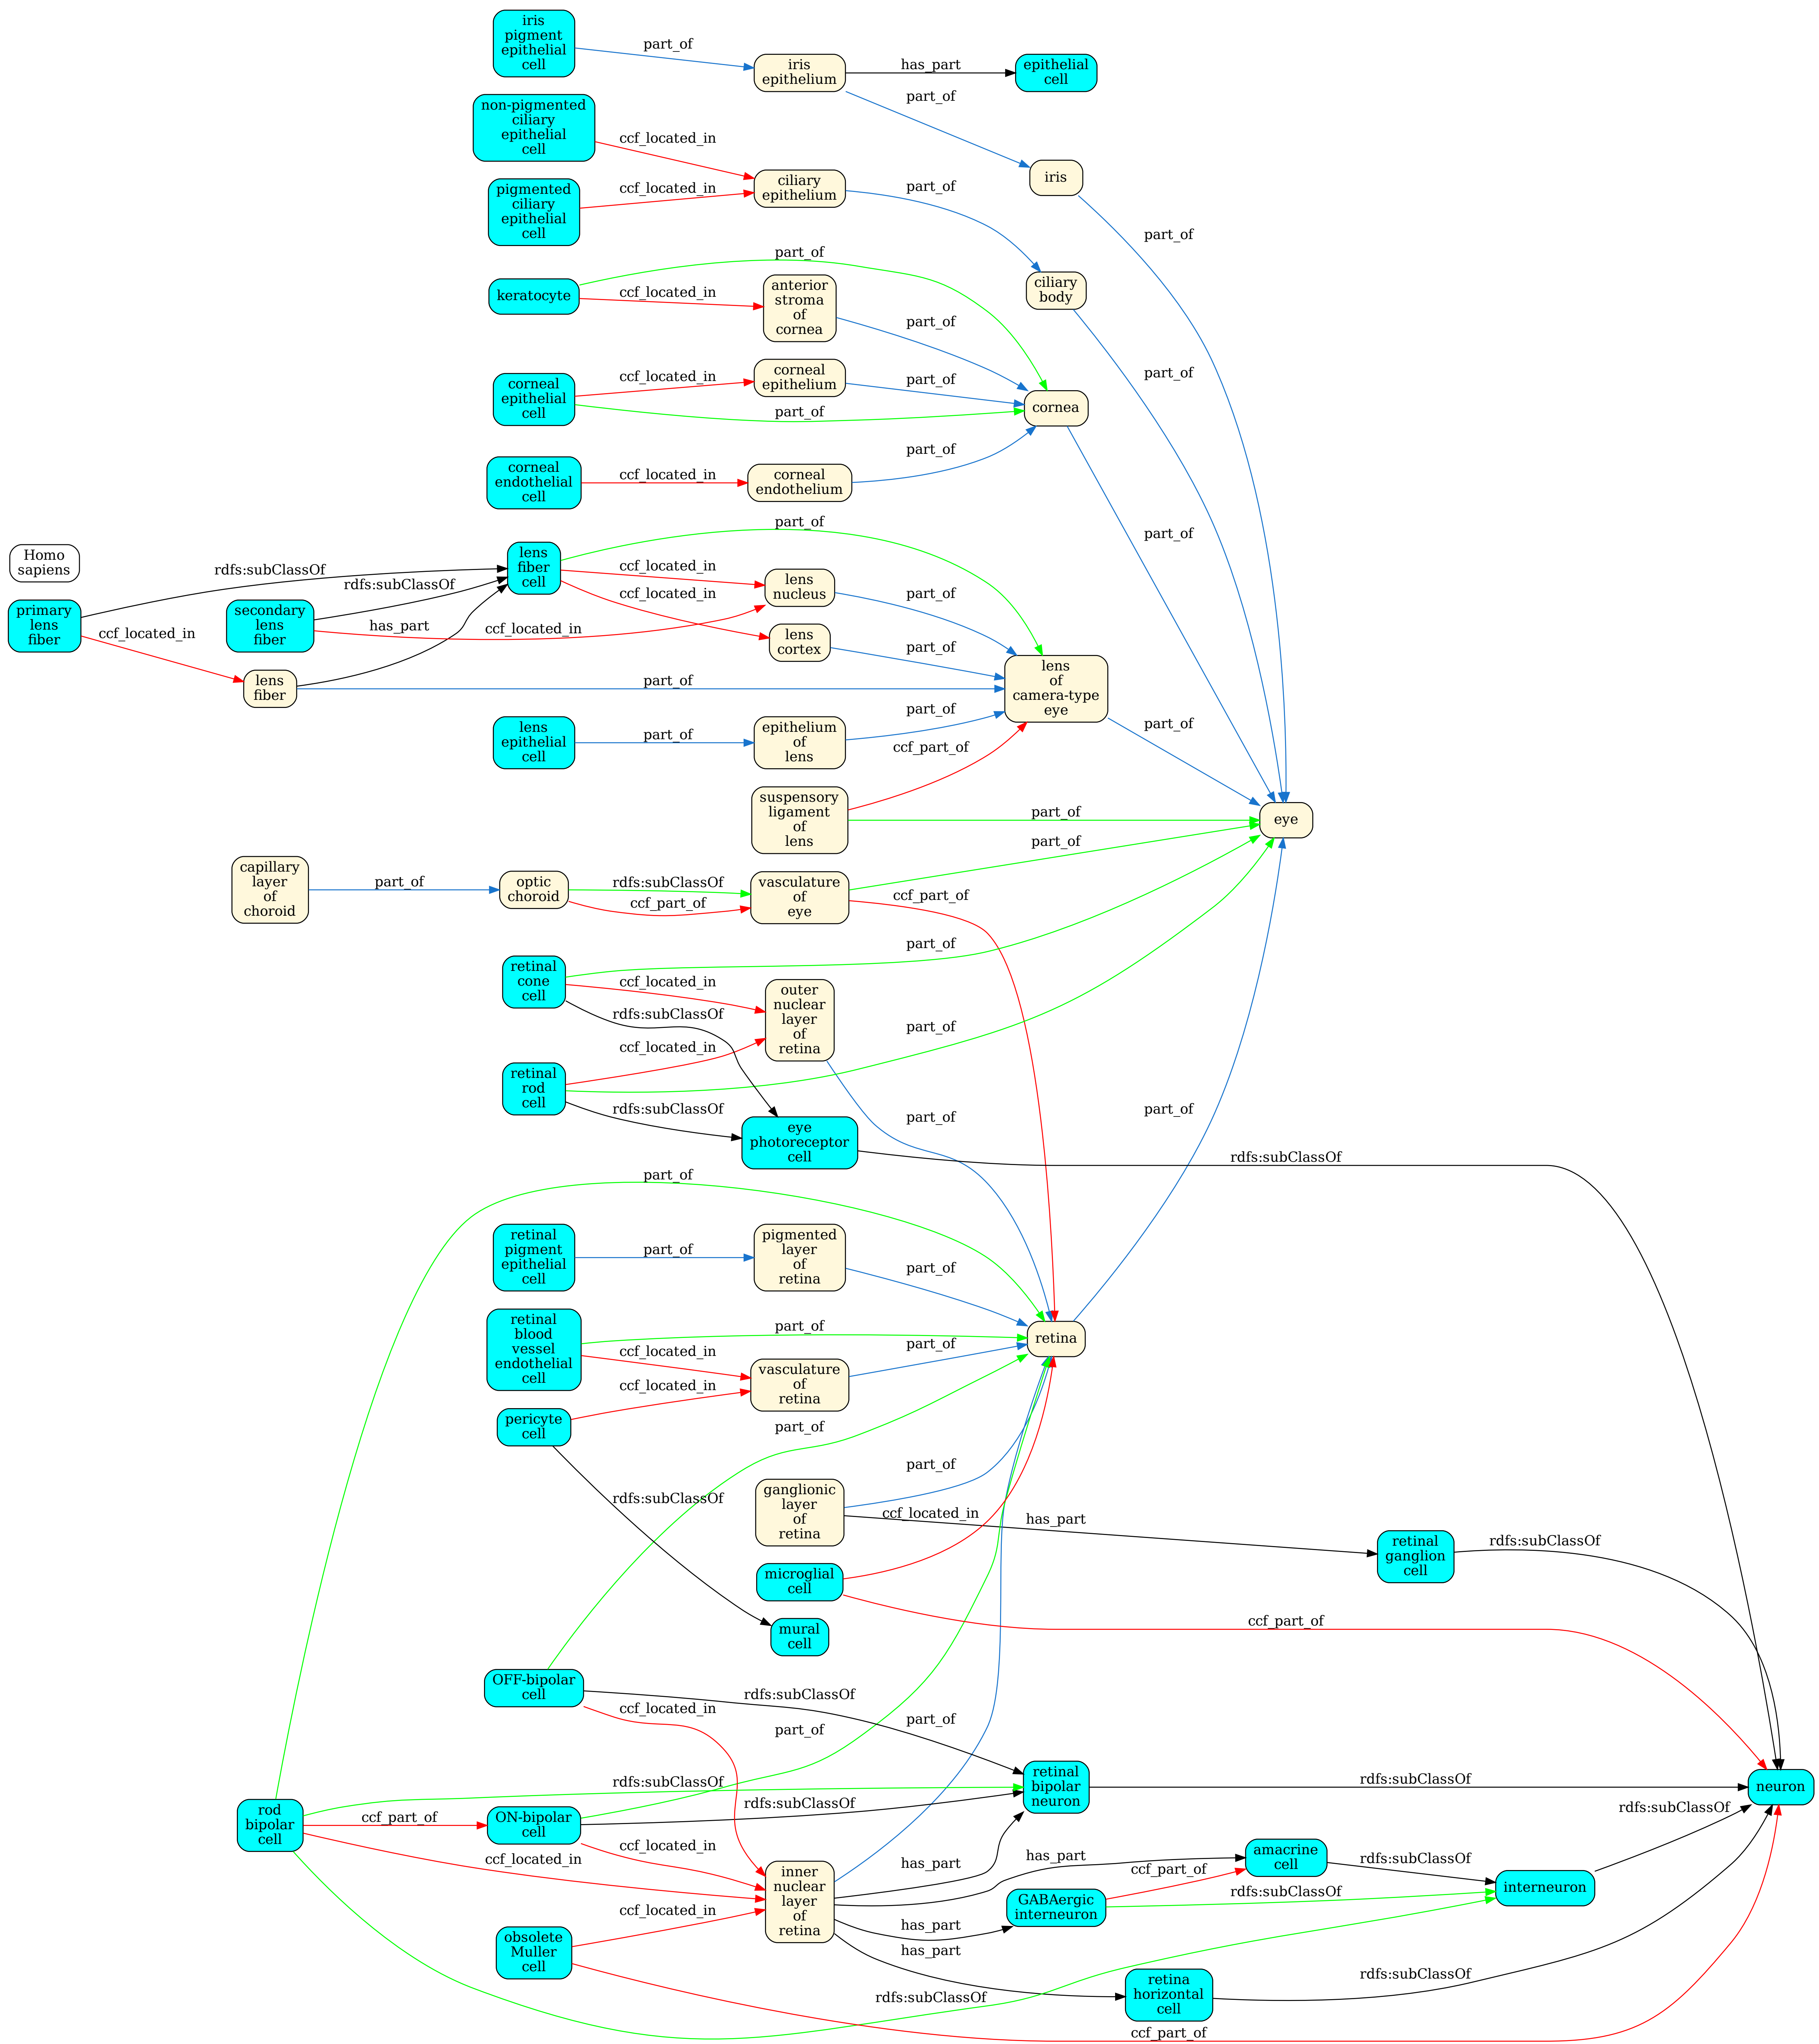 iris
pigment
epithelial
cell
part_of
iris
epithelium
has_part
epithelial
cell
part_of
non-pigmented
ciliary
epithelial
cell
ccf_located_in
iris
pigmented
ciliary
epithelial
cell
ccf_located_in
ciliary
epithelium
part_of
part_of
keratocyte
part_of
ccf_located_in
anterior
stroma
of
cornea
part_of
ciliary
body
part_of
corneal
epithelial
cell
ccf_located_in
part_of
corneal
epithelium
part_of
cornea
corneal
endothelial
cell
ccf_located_in
corneal
endothelium
part_of
part_of
Homo
sapiens
primary
lens
fiber
rdfs:subClassOf
ccf_located_in
secondary
lens
fiber
rdfs:subClassOf
has_part
ccf_located_in
lens
fiber
lens
fiber
cell
part_of
ccf_located_in
ccf_located_in
lens
nucleus
part_of
lens
cortex
part_of
part_of
lens
of
camera-type
eye
part_of
lens
epithelial
cell
part_of
epithelium
of
lens
part_of
ccf_part_of
suspensory
ligament
of
lens
part_of
eye
capillary
layer
of
choroid
part_of
optic
choroid
rdfs:subClassOf
ccf_part_of
vasculature
of
eye
part_of
ccf_part_of
retinal
cone
cell
part_of
ccf_located_in
rdfs:subClassOf
outer
nuclear
layer
of
retina
part_of
retinal
rod
cell
ccf_located_in
part_of
rdfs:subClassOf
eye
photoreceptor
cell
part_of
rdfs:subClassOf
part_of
retinal
pigment
epithelial
cell
part_of
pigmented
layer
of
retina
part_of
retinal
blood
vessel
endothelial
cell
part_of
ccf_located_in
vasculature
of
retina
part_of
retina
pericyte
cell
ccf_located_in
rdfs:subClassOf
part_of
ganglionic
layer
of
retina
part_of
ccf_located_in
has_part
retinal
ganglion
cell
rdfs:subClassOf
microglial
cell
ccf_part_of
mural
cell
OFF-bipolar
cell
rdfs:subClassOf
ccf_located_in
part_of
part_of
retinal
bipolar
neuron
rdfs:subClassOf
neuron
rod
bipolar
cell
rdfs:subClassOf
ccf_part_of
ccf_located_in
ON-bipolar
cell
rdfs:subClassOf
ccf_located_in
inner
nuclear
layer
of
retina
has_part
has_part
has_part
has_part
amacrine
cell
rdfs:subClassOf
ccf_part_of
GABAergic
interneuron
rdfs:subClassOf
interneuron
rdfs:subClassOf
obsolete
Muller
cell
ccf_located_in
rdfs:subClassOf
retina
horizontal
cell
rdfs:subClassOf
ccf_part_of